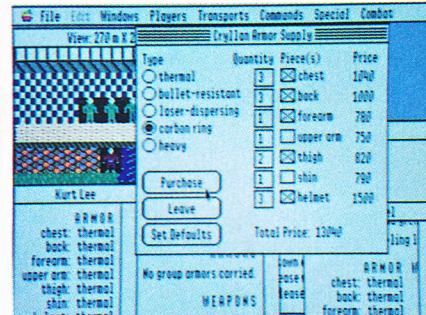 File Edit Windows Players Transports Commands Special Combat
View: 270 m X 2
Cryllan Armor Supply
Type Quantity Piece(s) Price
thermal 3 chest 1040
bullet-resistant 3 back 1000
laser-dispersing 1 forearm 780
carbon ring 1 upper arm 750
heavy 2 thigh 820
1 shin 790
3 helmet 1500
Purchase
Leave
Set Defaults
Total Price: 13040
Kurt Lee
ARMOR
chest: thermal
back: thermal
forearm: thermal
upper arm: thermal
thigh: thermal
shin: thermal
No group armors carried.
WEAPONS
ARMOR
chest: thermal
back: thermal
forearm: thermal